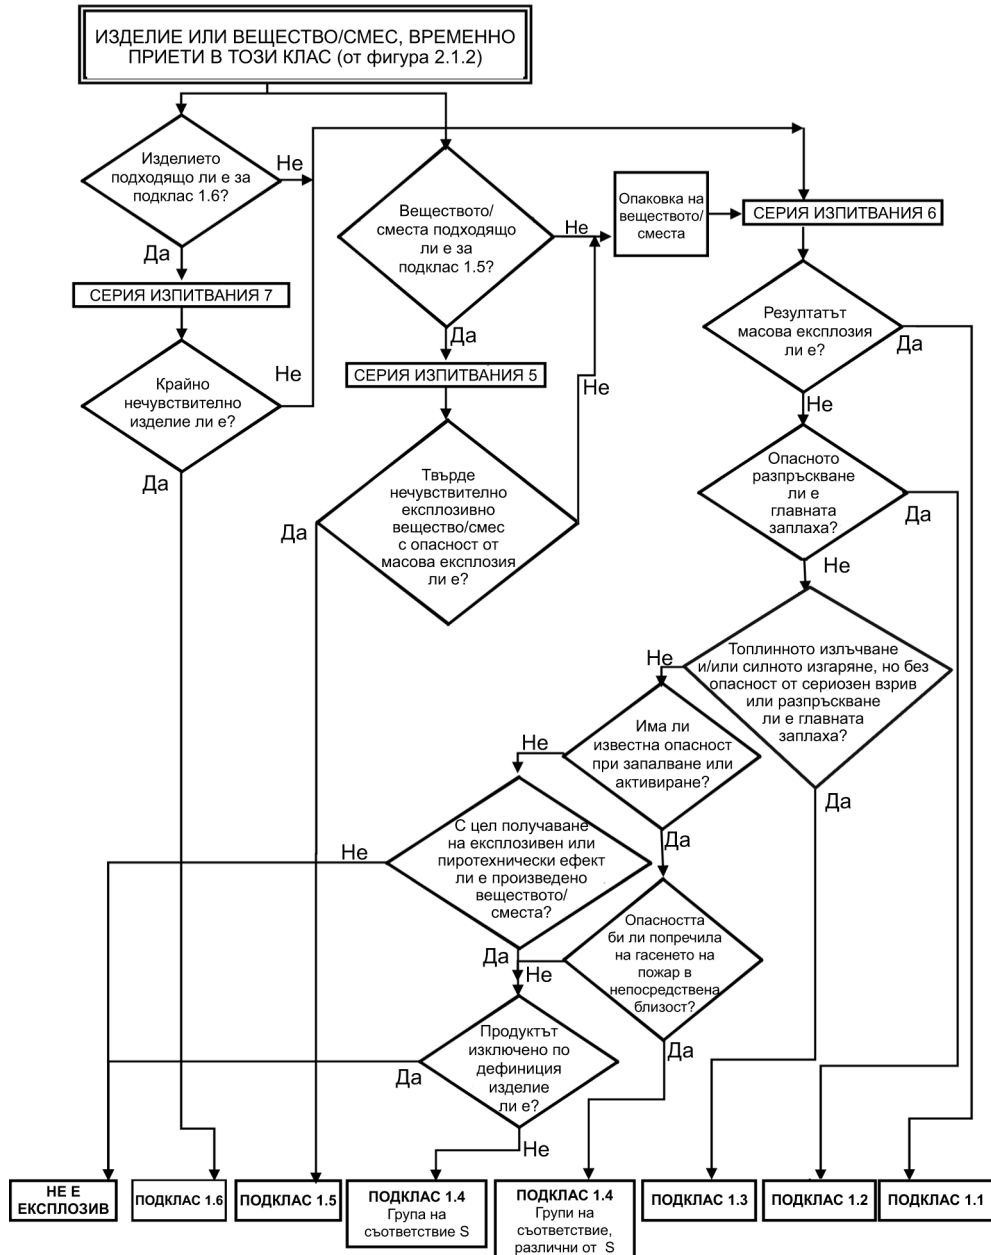 ИЗДЕЛИЕ ИЛИ ВЕЩЕСТВО/СМЕС, ВРЕМЕННО
ПРИЕТИ В ТОЗИ КЛАС (от фигура 2.1.2)
Изделието
подходящо ли е за
подклас 1.6?
Не
Да
СЕРИЯ ИЗПИТВАНИЯ 7
Крайно
нечувствително
изделие ли е?
Не
Да
Веществото/
сместа подходящо
ли е за
подклас 1.5?
Не
Да
СЕРИЯ ИЗПИТВАНИЯ 5
Не
Твърде
нечувствително
експлозивно
вещество/смес
с опасност от
масова експлозия
ли е?
Да
Опаковка на
веществото/
сместа
СЕРИЯ ИЗПИТВАНИЯ 6
Резултатът
масова експлозия
ли е?
Да
Не
Опасното
разпръскване
ли е
главната
заплаха?
Да
Не
Топлинното излъчване
и/или силното изгаряне, но без
опасност от сериозен взрив
или разпръскване
ли е главната
заплаха?
Не
Да
Има ли
известна опасност
при запалване или
активиране?
Не
Да
С цел получаване
на експлозивен или
пиротехнически ефект
ли е произведено
веществото/
сместа?
Не
Да
Опасността
би ли попречила
на гасенето на
пожар в
непосредствена
близост?
Не
Да
Продуктът
изключено по
дефиниция
изделие
ли е?
Да
Не
НЕ Е
ЕКСПЛОЗИВ
ПОДКЛАС 1.6
ПОДКЛАС 1.5
ПОДКЛАС 1.4
Група на
съответствие S
ПОДКЛАС 1.4
Групи на
съответствие,
различни от S
ПОДКЛАС 1.3
ПОДКЛАС 1.2
ПОДКЛАС 1.1